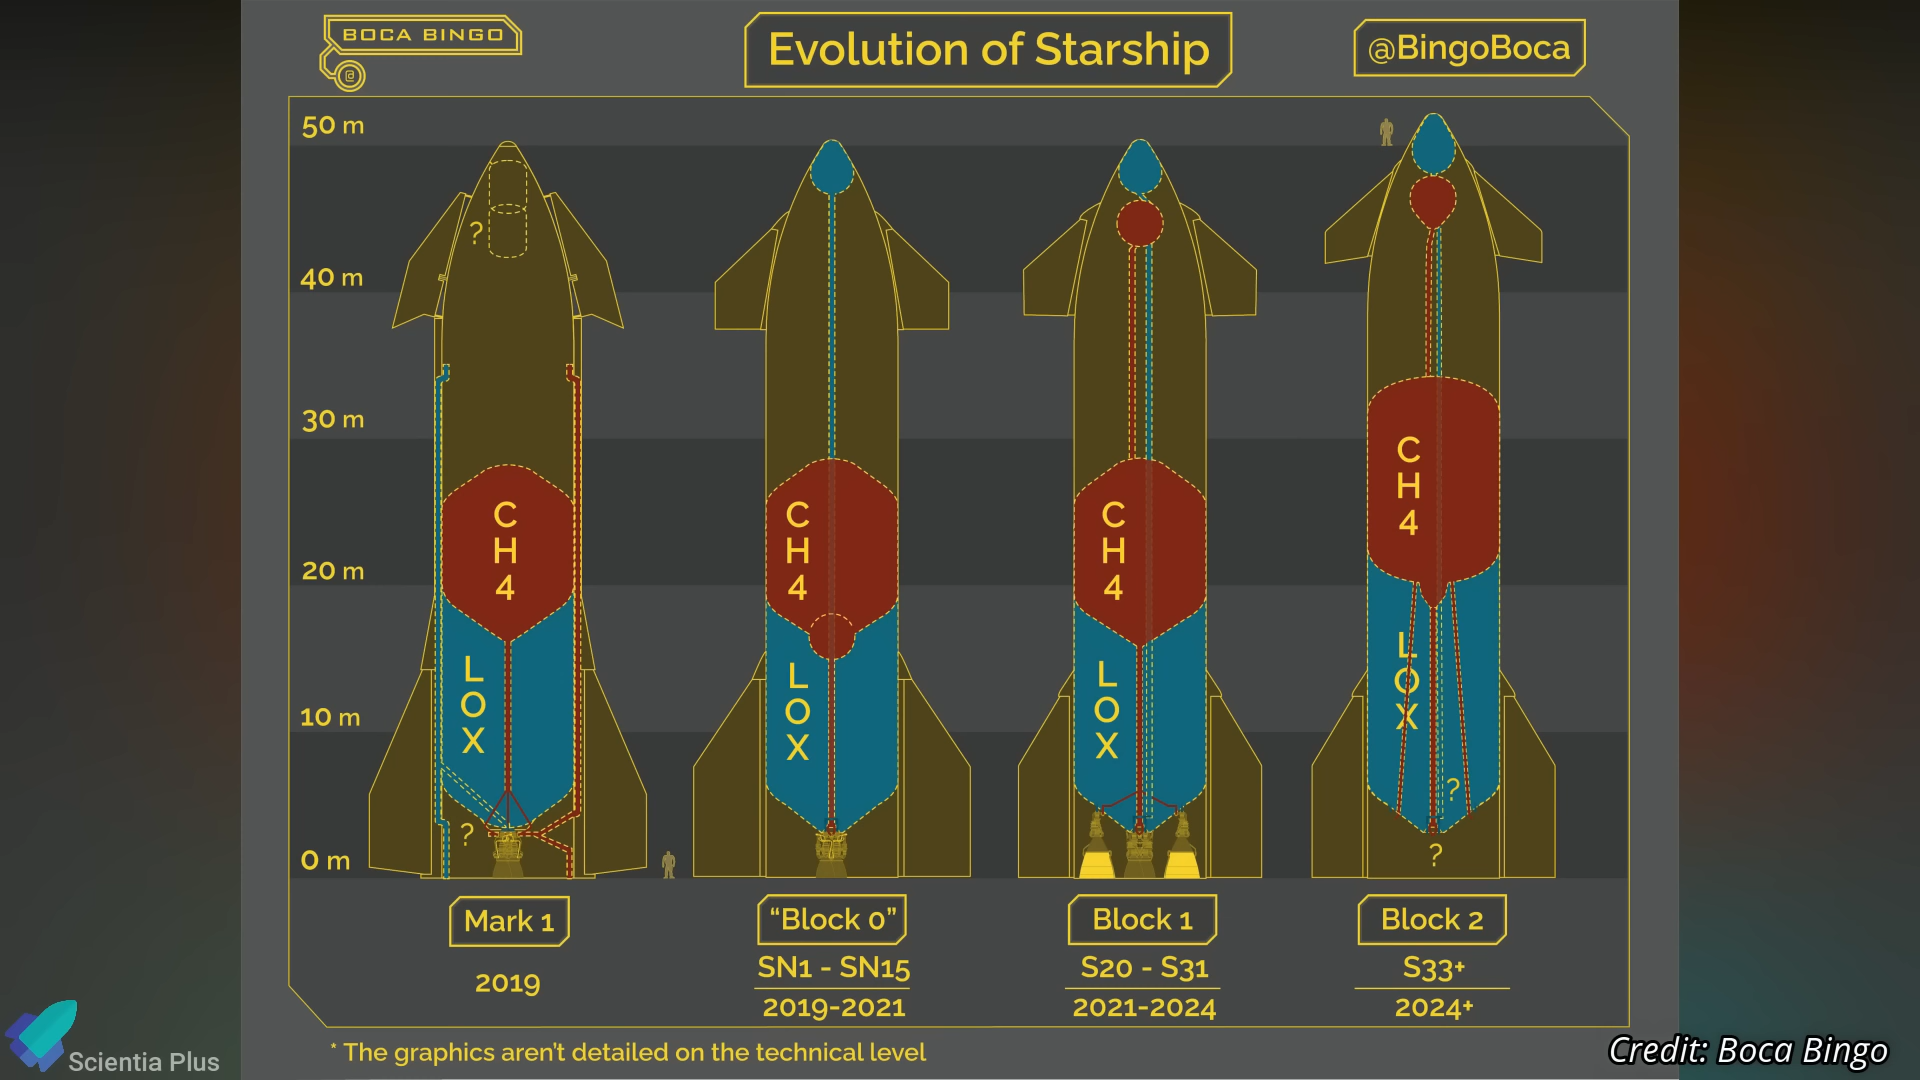 BOCA BINGO
@
Evolution of Starship
@BingoBoca
50 m
40 m
30 m
20 m
10 m
0 m
?
C
H
4
L
O
X
?
C
H
4
L
O
X
C
H
4
L
O
X
C
H
4
L
O
X
?
?
Mark 1
2019
“Block 0”
SN1 - SN15
2019-2021
Block 1
S20 - S31
2021-2024
Block 2
S33+
2024+
* The graphics aren’t detailed on the technical level
Scientia Plus
Credit: Boca Bingo